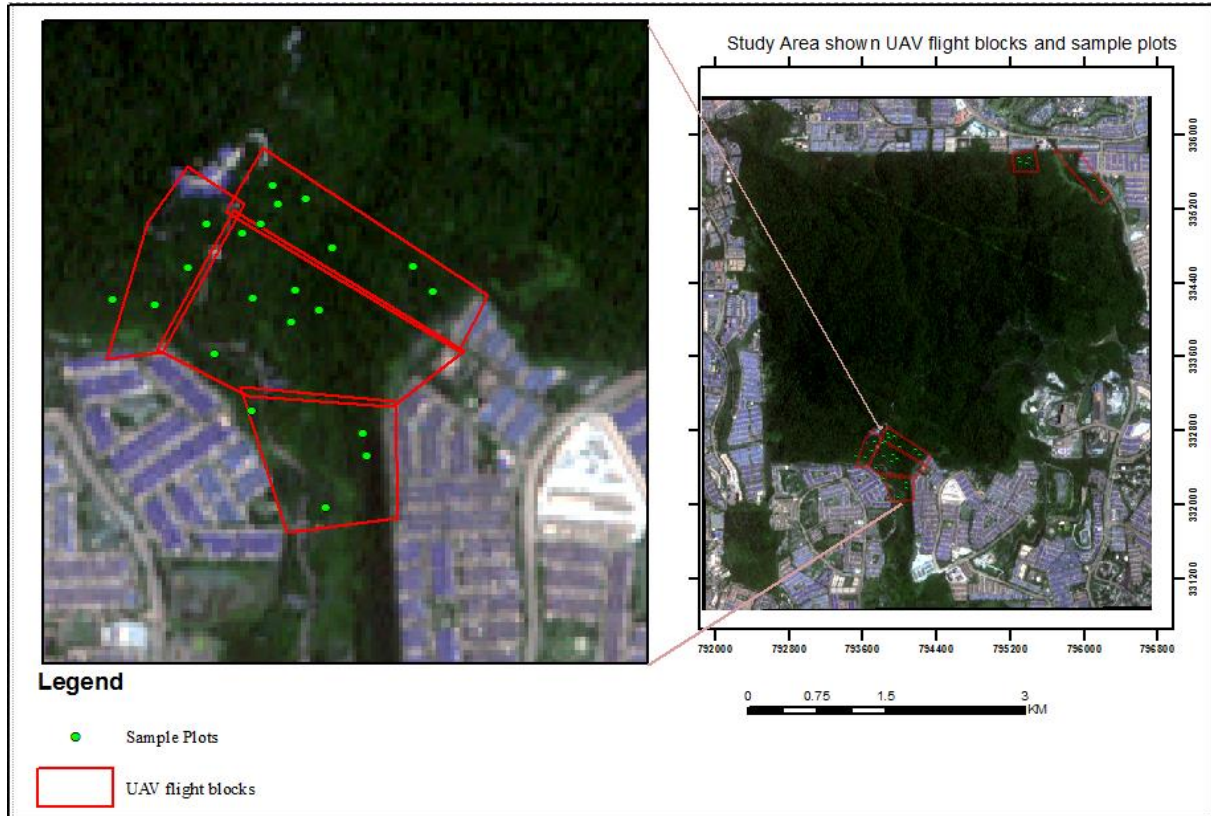 Study Area shown UAV flight blocks and sample plots
336000
335200
334400
333600
332800
332000
331200
792000 792800 793600 794400 795200 796000 796800
0 0.75 1.5 3
KM
Legend
Sample Plots
UAV flight blocks